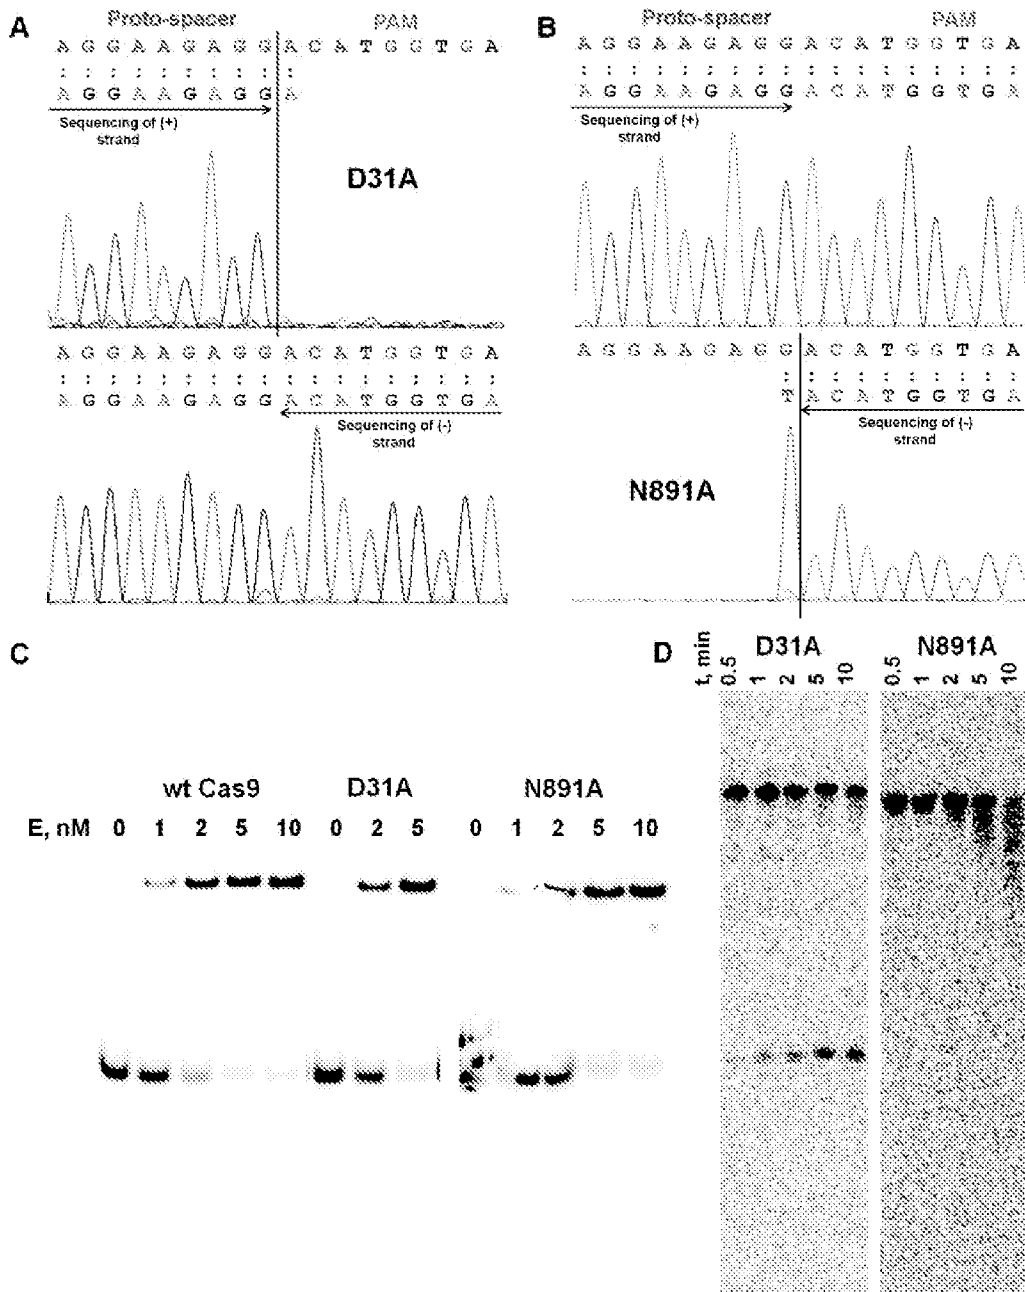 A
Proto-spacer PAM
A G G A A G A G G A C A T G G T G A
: : : : : : : : : :
A G G A A G A G G A
Sequencing of (+)
strand
D31A
A G G A A G A G G A C A T G G T G A
: : : : : : : : : : : : : : : : : :
A G G A A G A G G A C A T G G T G A
Sequencing of (-)
strand
B
Proto-spacer PAM
A G G A A G A G G A C A T G G T G A
: : : : : : : : : : : : : : : : : :
A G G A A G A G G A C A T G G T G A
Sequencing of (+)
strand
A G G A A G A G G A C A T G G T G A
: : : : : : : : : :
T A C A T G G T G A
Sequencing of (-)
strand
N891A
C
wt Cas9 D31A N891A
E, nM 0 1 2 5 10 0 2 5 0 1 2 5 10
D
D31A N891A
t, min 0.5 1 2 5 10 0.5 1 2 5 10